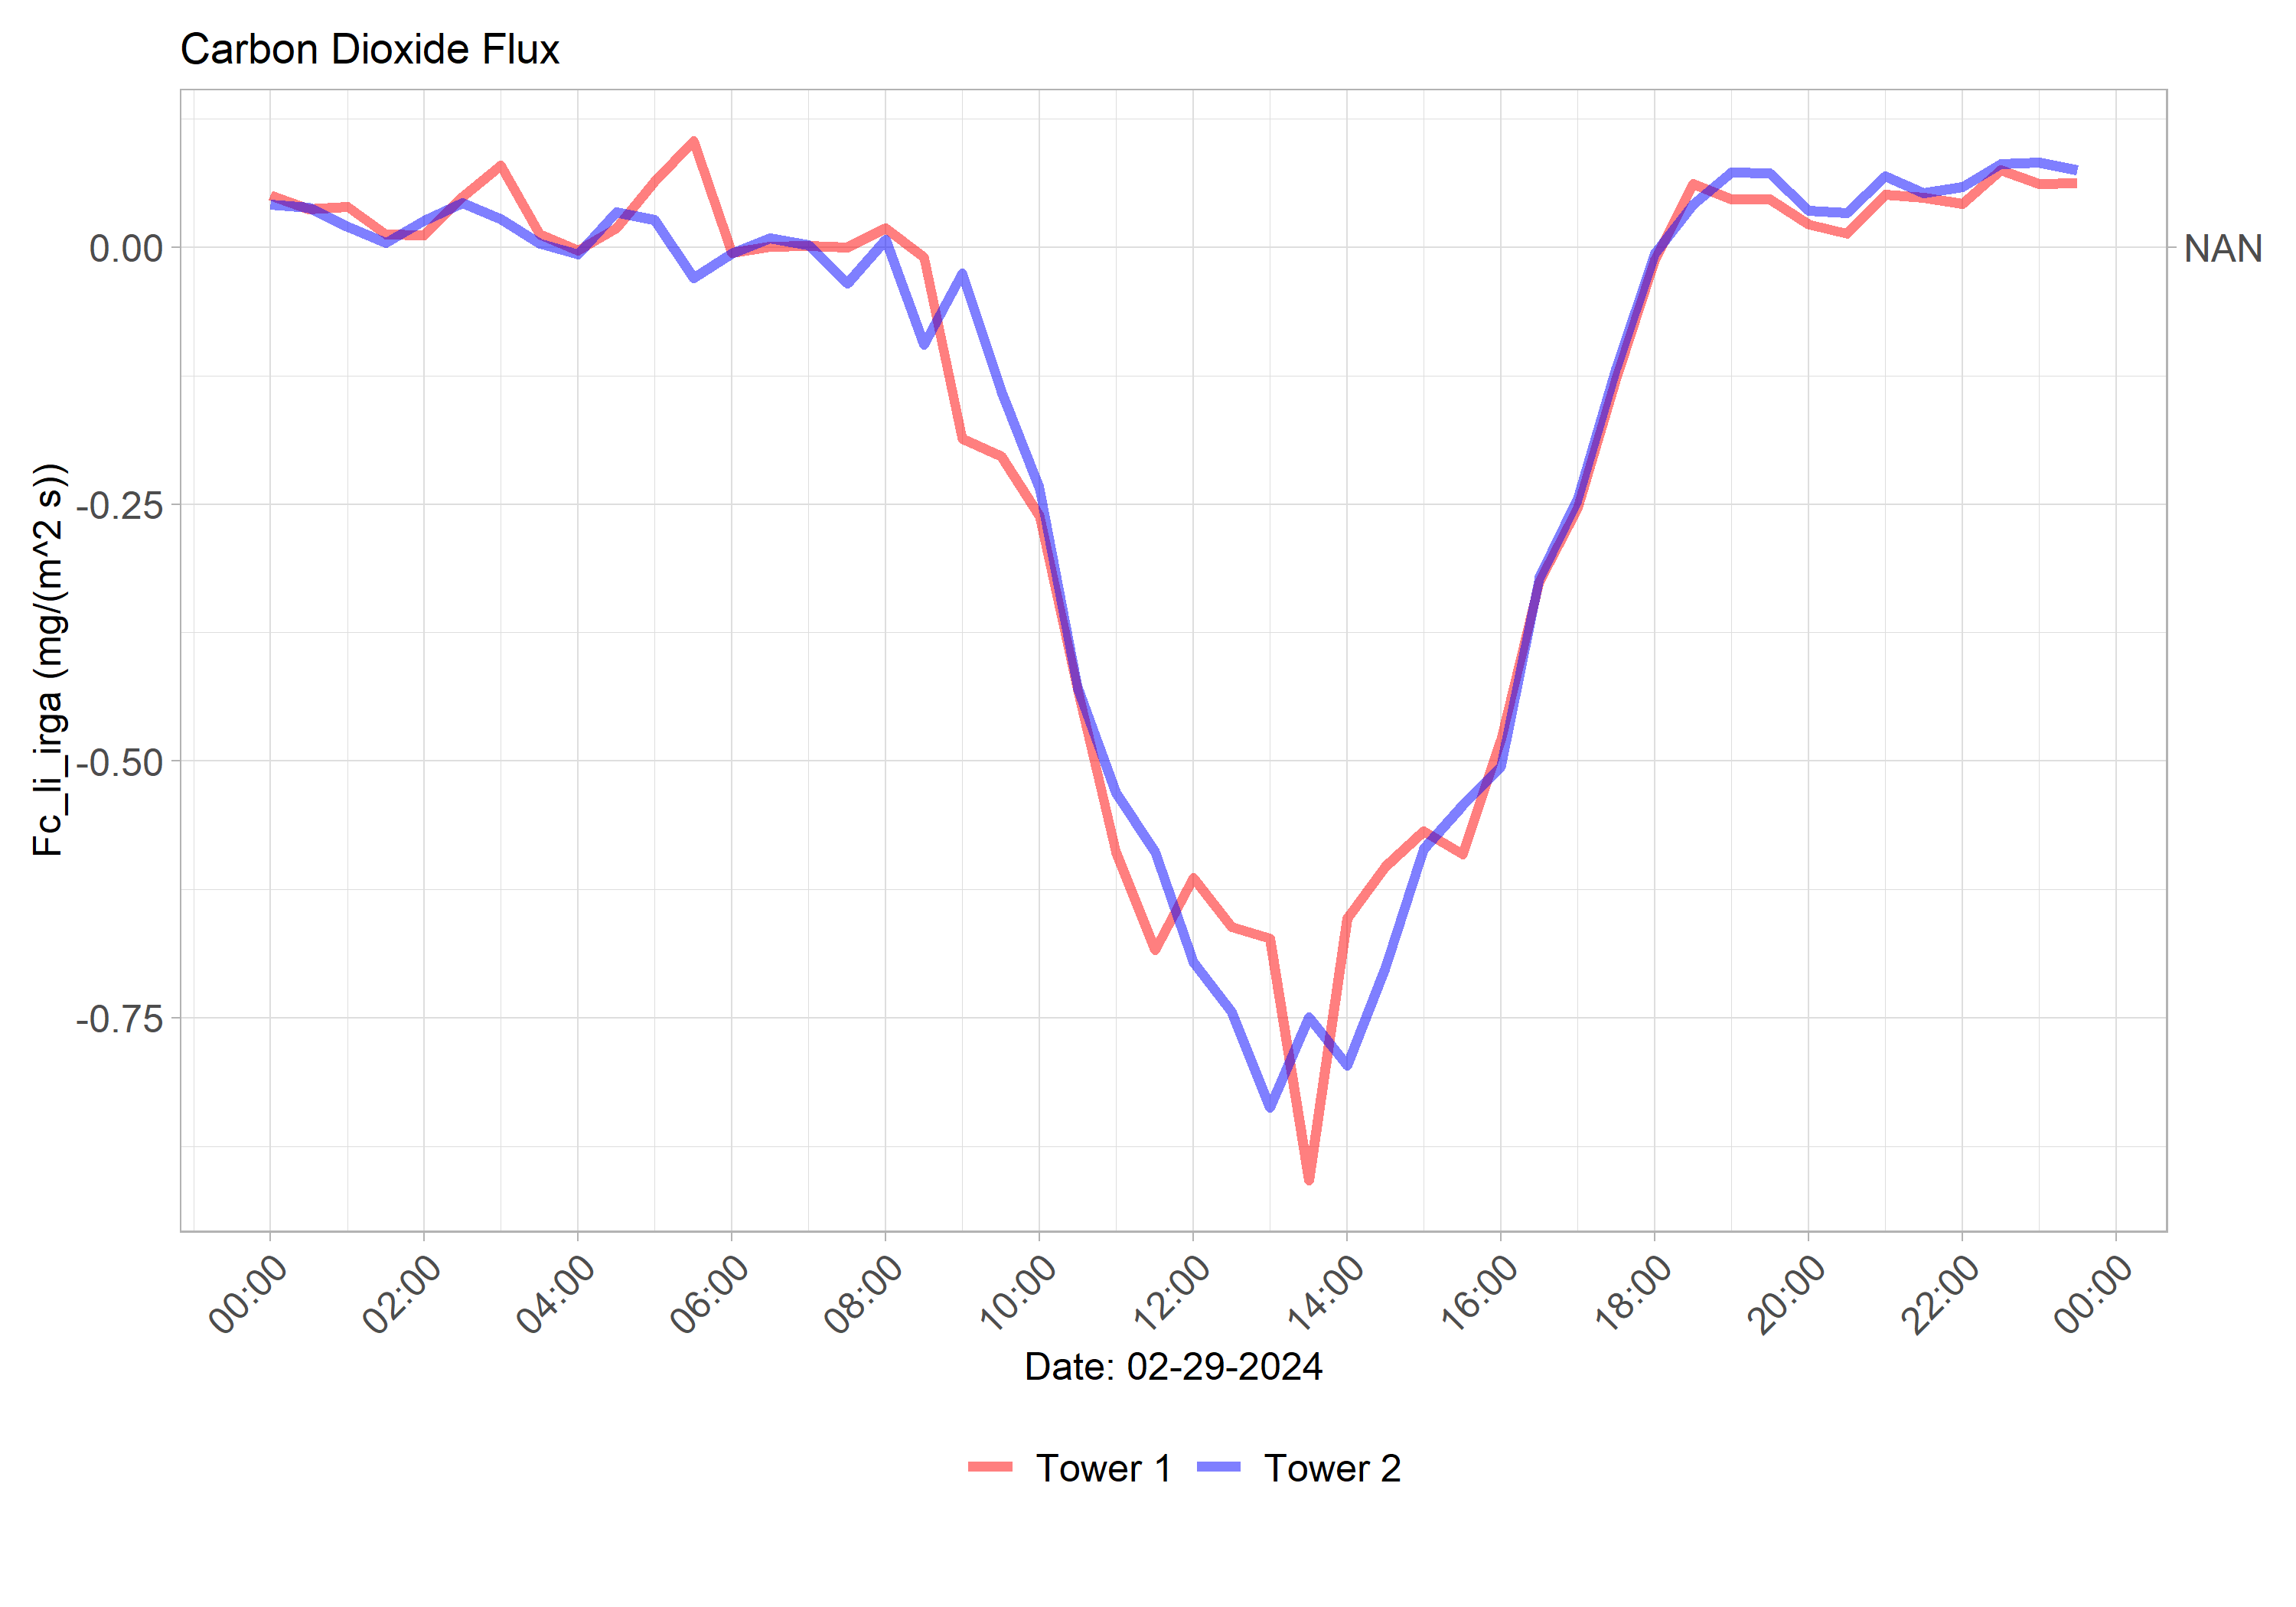 Carbon Dioxide Flux
Fc_li_irga (mg/(m^2 s))
0.00
-0.25
-0.50
-0.75
NAN
00:00
02:00
04:00
06:00
08:00
10:00
12:00
14:00
16:00
18:00
20:00
22:00
00:00
Date: 02-29-2024
Tower 1
Tower 2